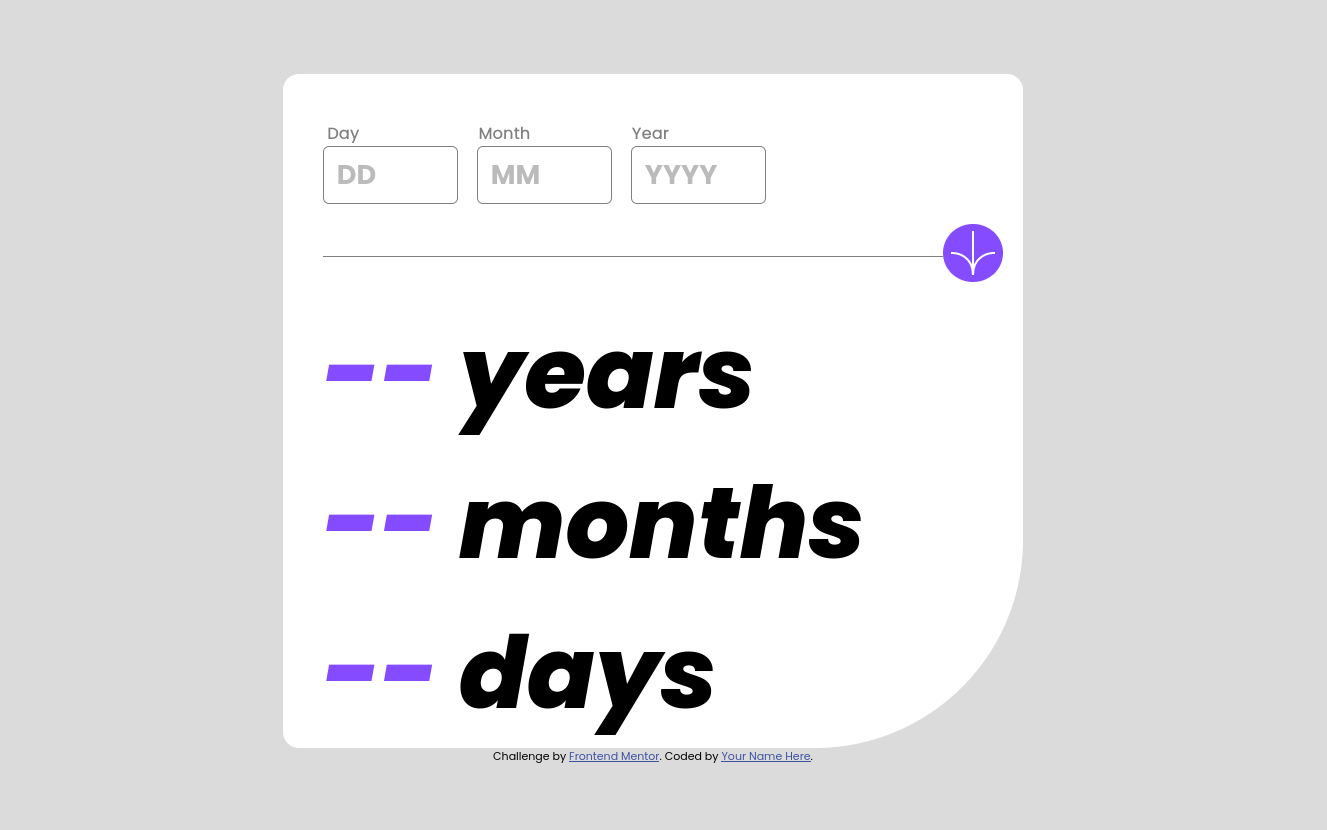 Day Month Year
DD MM YYYY
-- years
-- months
-- days
Challenge by Frontend Mentor. Coded by Your Name Here.